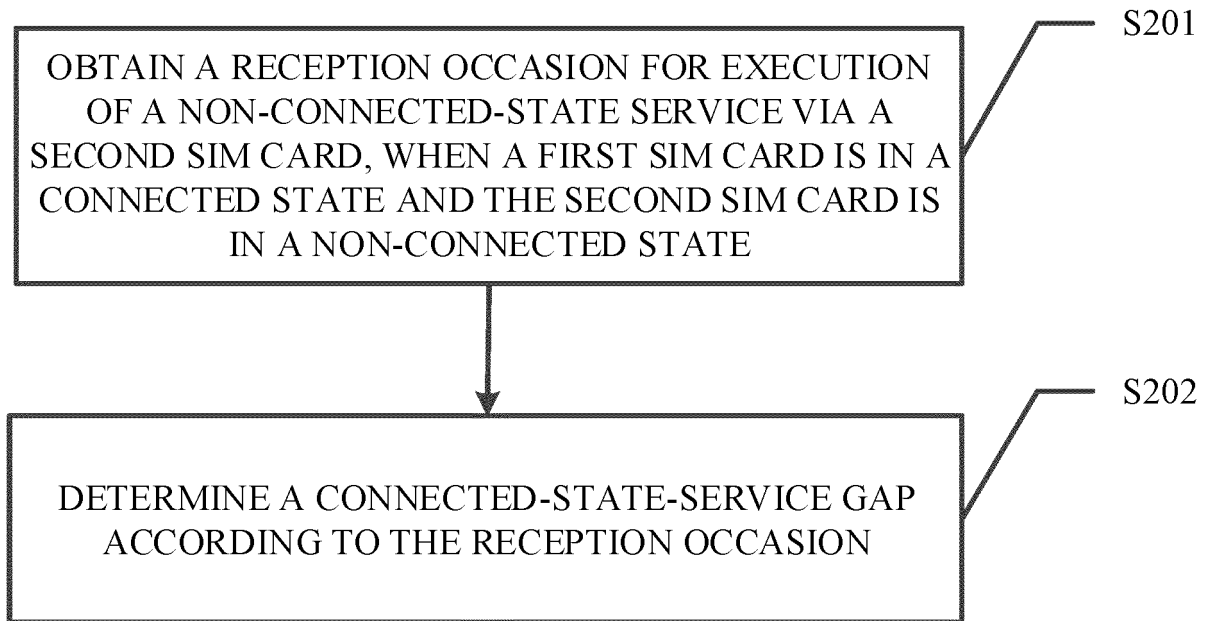 S201
OBTAIN A RECEPTION OCCASION FOR EXECUTION
OF A NON-CONNECTED-STATE SERVICE VIA A
SECOND SIM CARD, WHEN A FIRST SIM CARD IS IN A
CONNECTED STATE AND THE SECOND SIM CARD IS
IN A NON-CONNECTED STATE
S202
DETERMINE A CONNECTED-STATE-SERVICE GAP
ACCORDING TO THE RECEPTION OCCASION